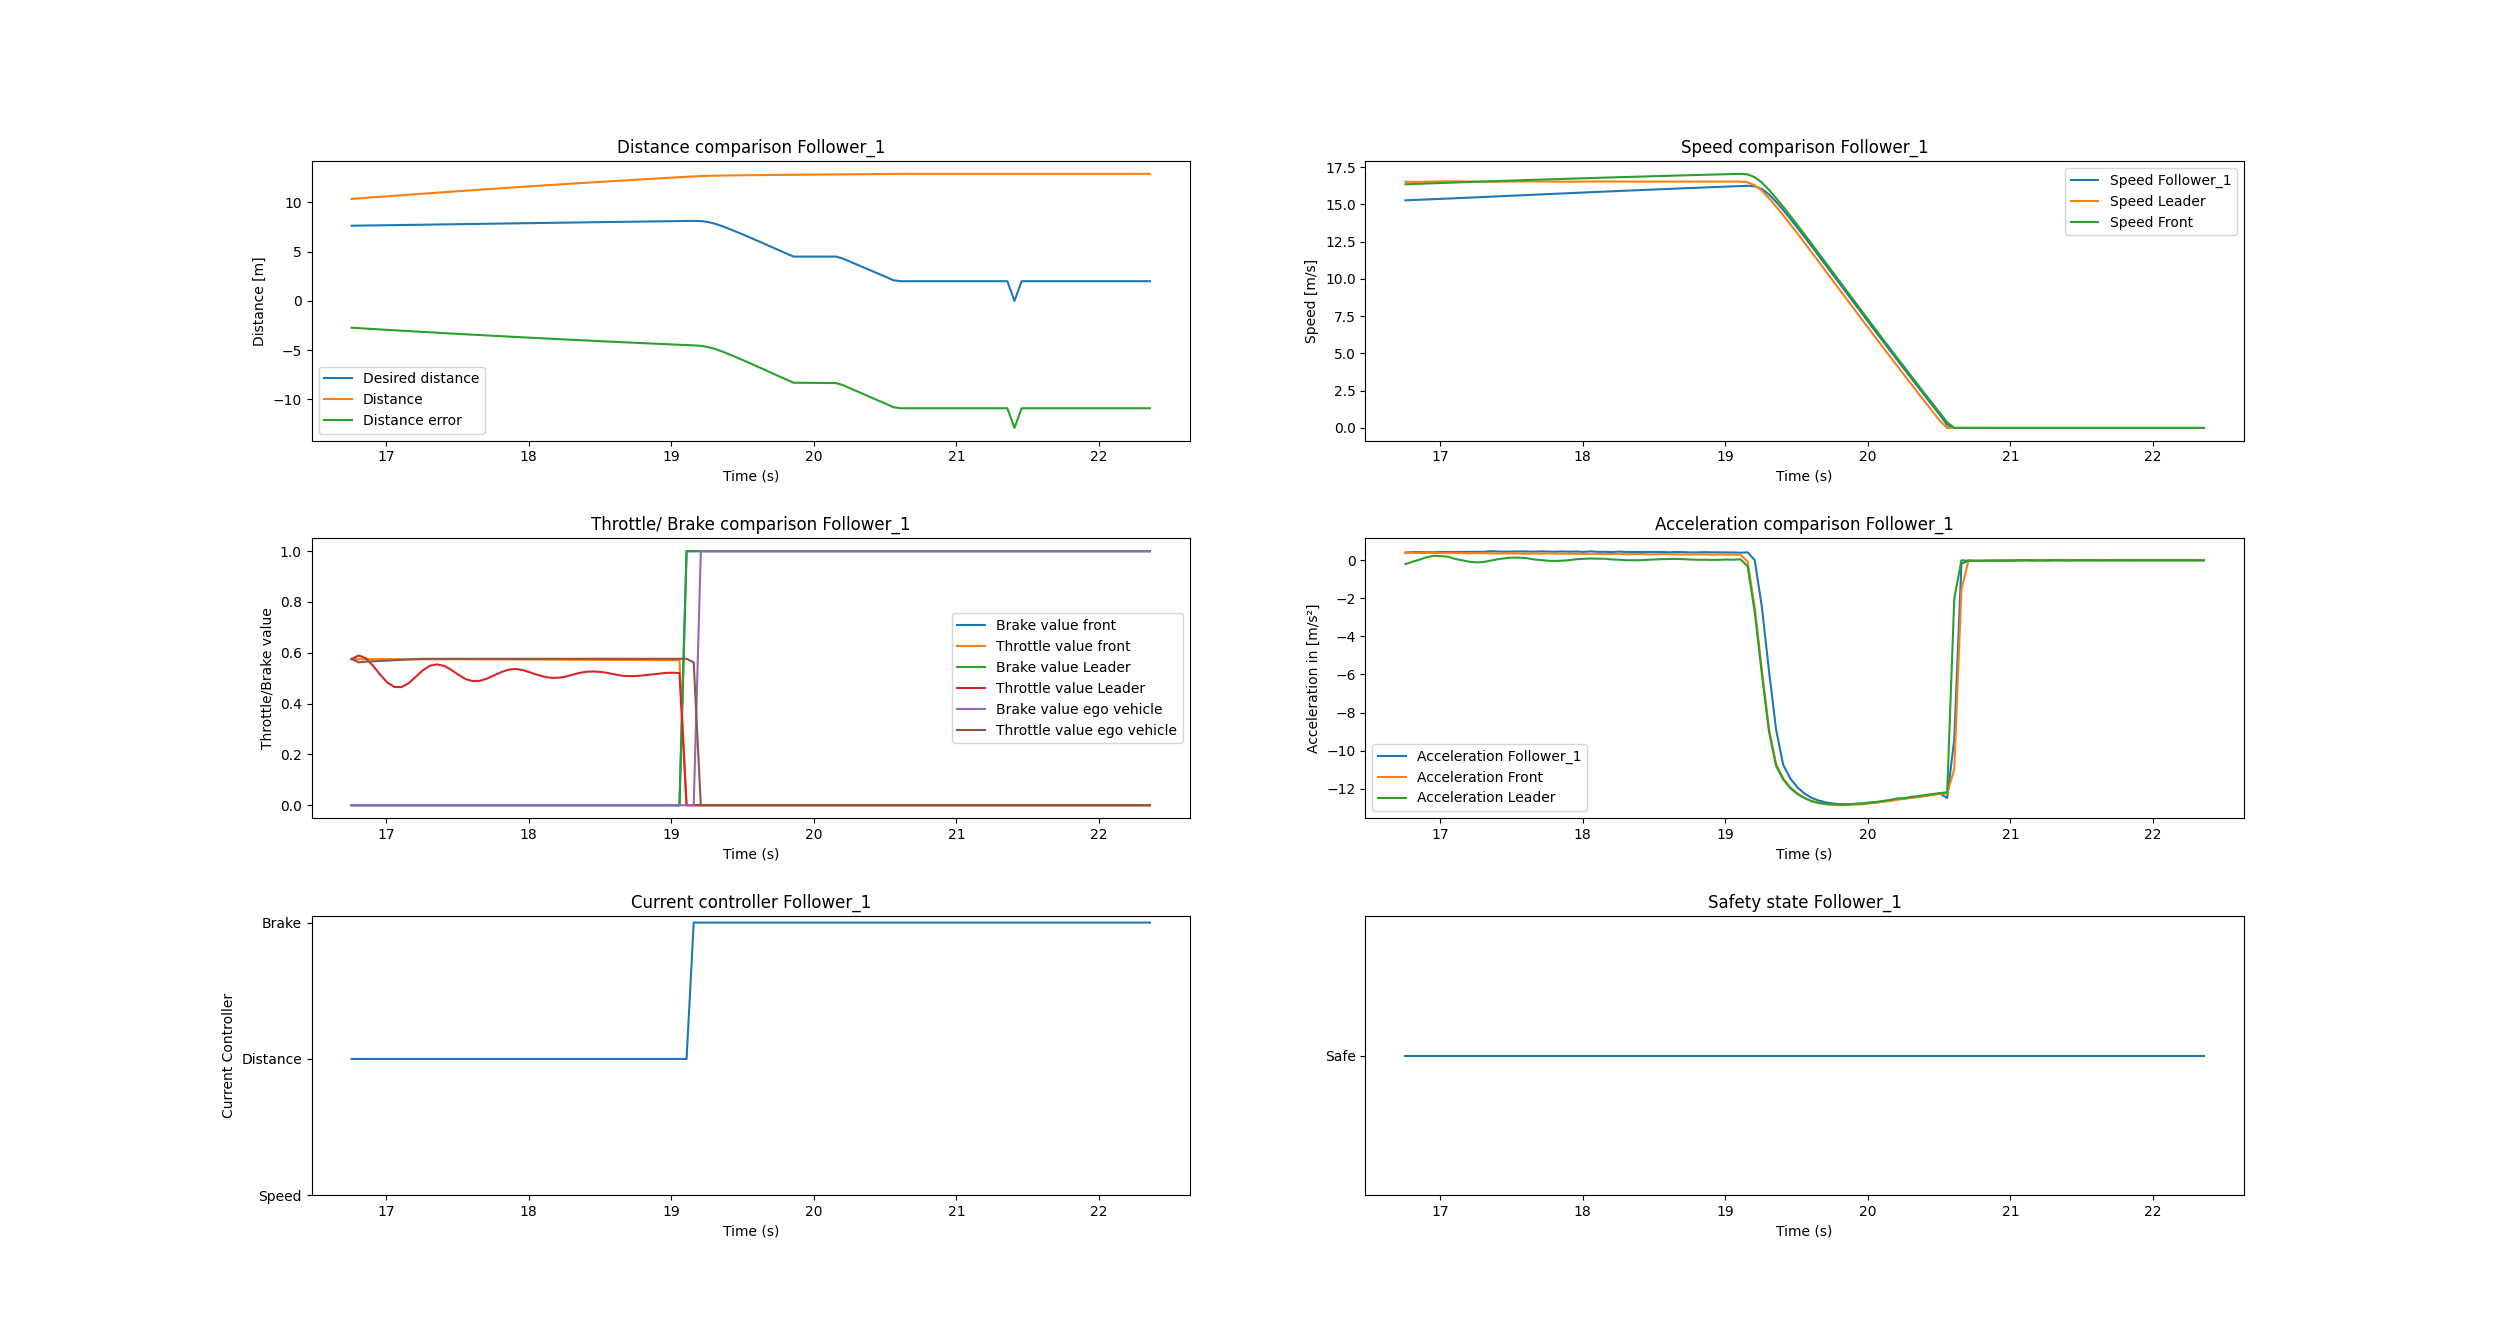 Distance comparison Follower_1
Distance [m]
10
5
0
−5
−10
Desired distance
Distance
Distance error
17 18 19 20 21 22
Time (s)
Speed comparison Follower_1
Speed [m/s]
17.5
15.0
12.5
10.0
7.5
5.0
2.5
0.0
Speed Follower_1
Speed Leader
Speed Front
17 18 19 20 21 22
Time (s)
Throttle/ Brake comparison Follower_1
Throttle/Brake value
1.0
0.8
0.6
0.4
0.2
0.0
Brake value front
Throttle value front
Brake value Leader
Throttle value Leader
Brake value ego vehicle
Throttle value ego vehicle
17 18 19 20 21 22
Time (s)
Acceleration comparison Follower_1
Acceleration in [m/s²]
0
−2
−4
−6
−8
−10
−12
Acceleration Follower_1
Acceleration Front
Acceleration Leader
17 18 19 20 21 22
Time (s)
Current controller Follower_1
Current Controller
Brake
Distance
Speed
17 18 19 20 21 22
Time (s)
Safety state Follower_1
Safe
17 18 19 20 21 22
Time (s)